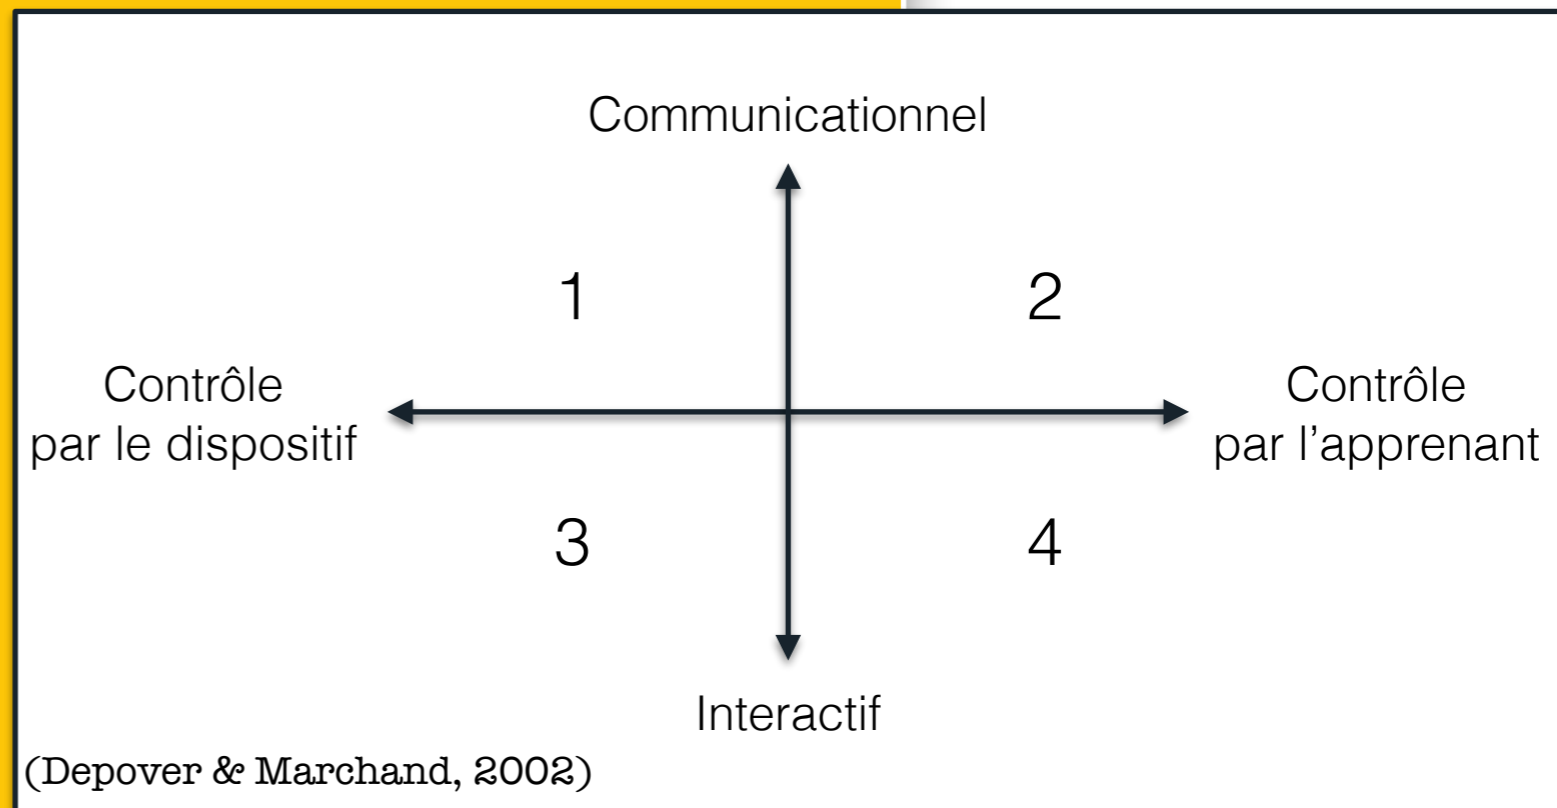 Communicationnel
1 2
Contrôle
par le dispositif
Contrôle
par l’apprenant
3 4
Interactif
(Depover & Marchand, 2002)